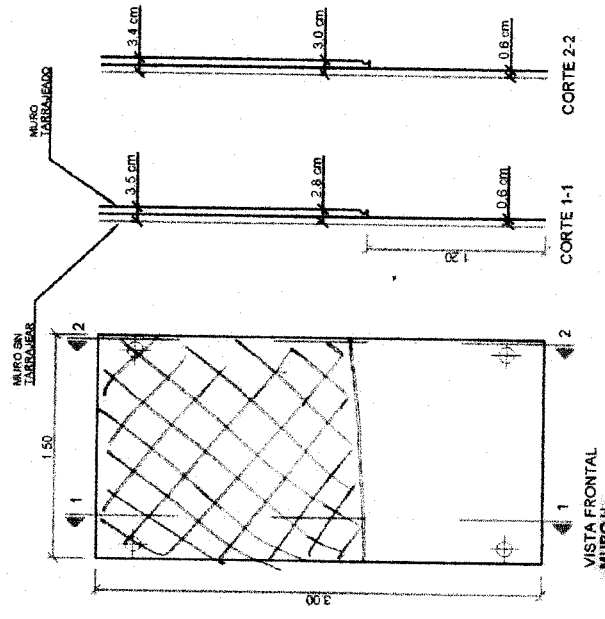 MURO SIN
TARRAJEAR
MURO
TARRAJEADO
1.50
1
2
3.00
1
2
VISTA FRONTAL
3.5 cm
2.8 cm
0.6 cm
1.20
CORTE 1-1
3.4 cm
3.0 cm
0.6 cm
CORTE 2-2